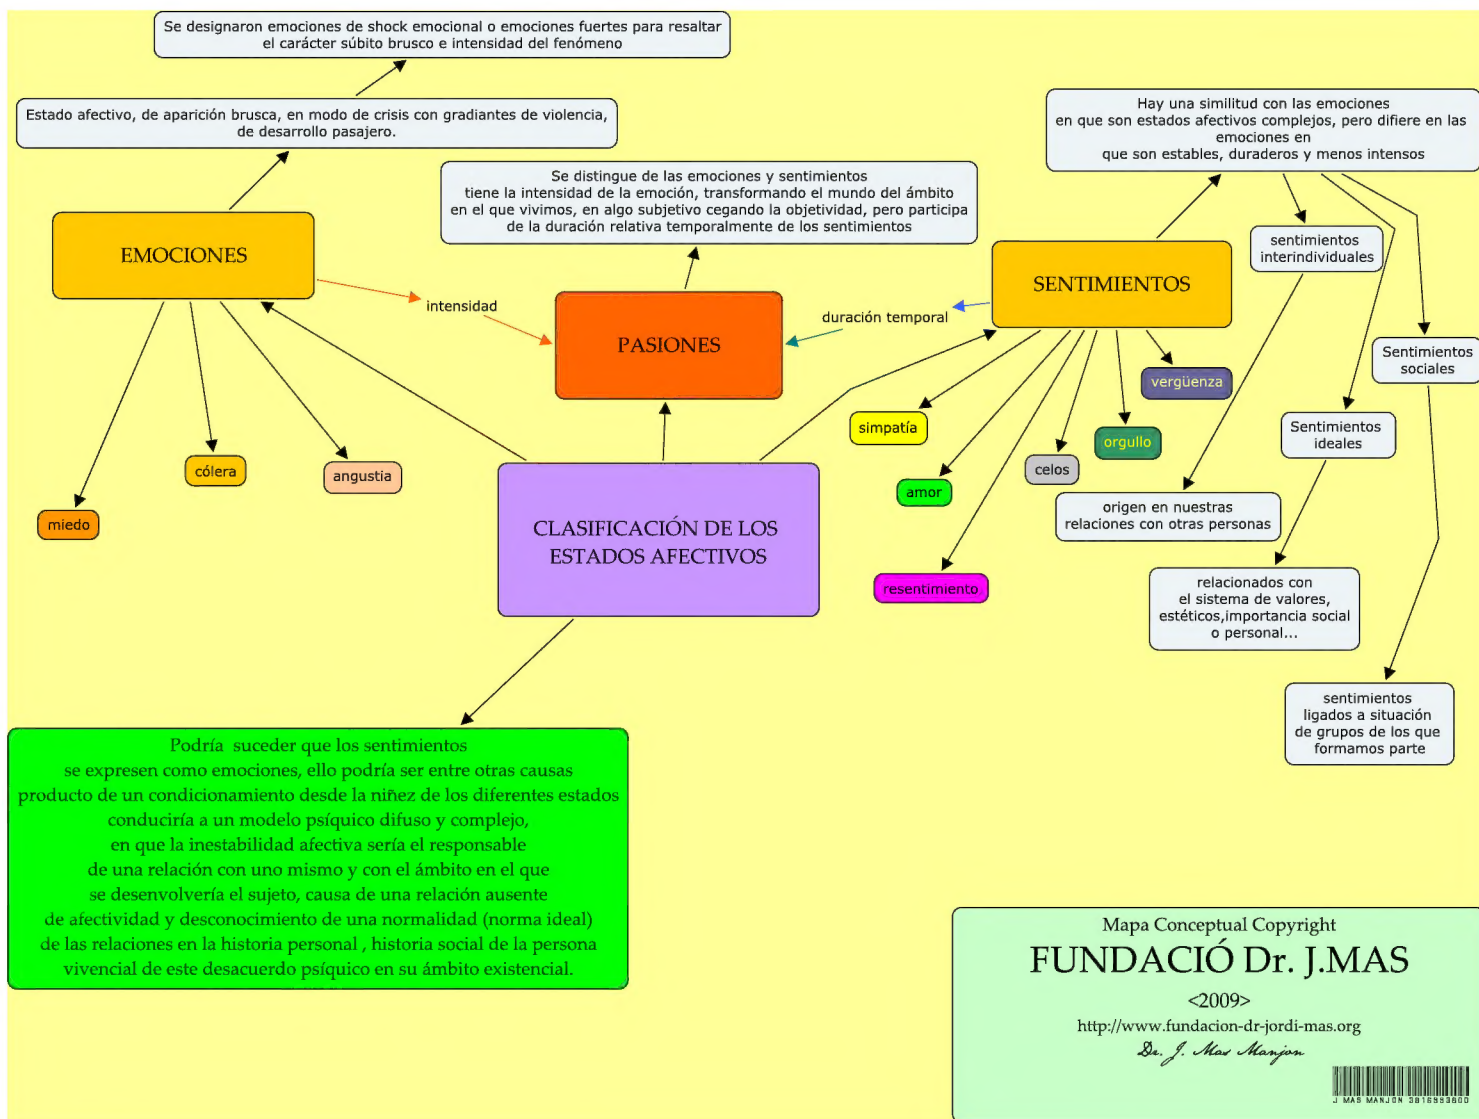 Se designaron emociones de shock emocional o emociones fuertes para resaltar
el carácter súbito brusco e intensidad del fenómeno
Estado afectivo, de aparición brusca, en modo de crisis con gradiantes de violencia,
de desarrollo pasajero.
Hay una similitud con las emociones
en que son estados afectivos complejos, pero difiere en las
emociones en
que son estables, duraderos y menos intensos
Se distingue de las emociones y sentimientos
tiene la intensidad de la emoción, transformando el mundo del ámbito
en el que vivimos, en algo subjetivo cegando la objetividad, pero participa
de la duración relativa temporalmente de los sentimientos
EMOCIONES
sentimientos
interindividuales
SENTIMIENTOS
intensidad
duración temporal
PASIONES
Sentimientos
sociales
vergüenza
simpatía
Sentimientos
ideales
orgullo
cólera
angustia
celos
amor
miedo
origen en nuestras
relaciones con otras personas
CLASIFICACIÓN DE LOS
ESTADOS AFECTIVOS
resentimiento
relacionados con
el sistema de valores,
estéticos,importancia social
o personal...
sentimientos
ligados a situación
de grupos de los que
formamos parte
Podría suceder que los sentimientos
se expresen como emociones, ello podría ser entre otras causas
producto de un condicionamiento desde la niñez de los diferentes estados
conduciría a un modelo psíquico difuso y complejo,
en que la inestabilidad afectiva sería el responsable
de una relación con uno mismo y con el ámbito en el que
se desenvolvería el sujeto, causa de una relación ausente
de afectividad y desconocimiento de una normalidad (norma ideal)
de las relaciones en la historia personal , historia social de la persona
vivencial de este desacuerdo psíquico en su ámbito existencial.
Mapa Conceptual Copyright
FUNDACIÓ Dr. J.MAS
<2009>
http://www.fundacion-dr-jordi-mas.org
Dr. J. Mas Manjon
J MAS MANJON